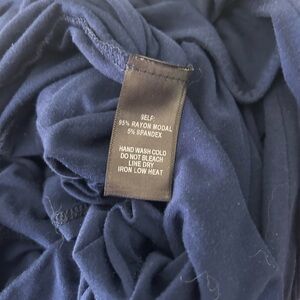 SELF:
95% RAYON MODAL
5% SPANDEX
HAND WASH COLD
DO NOT BLEACH
LINE DRY
IRON LOW HEAT